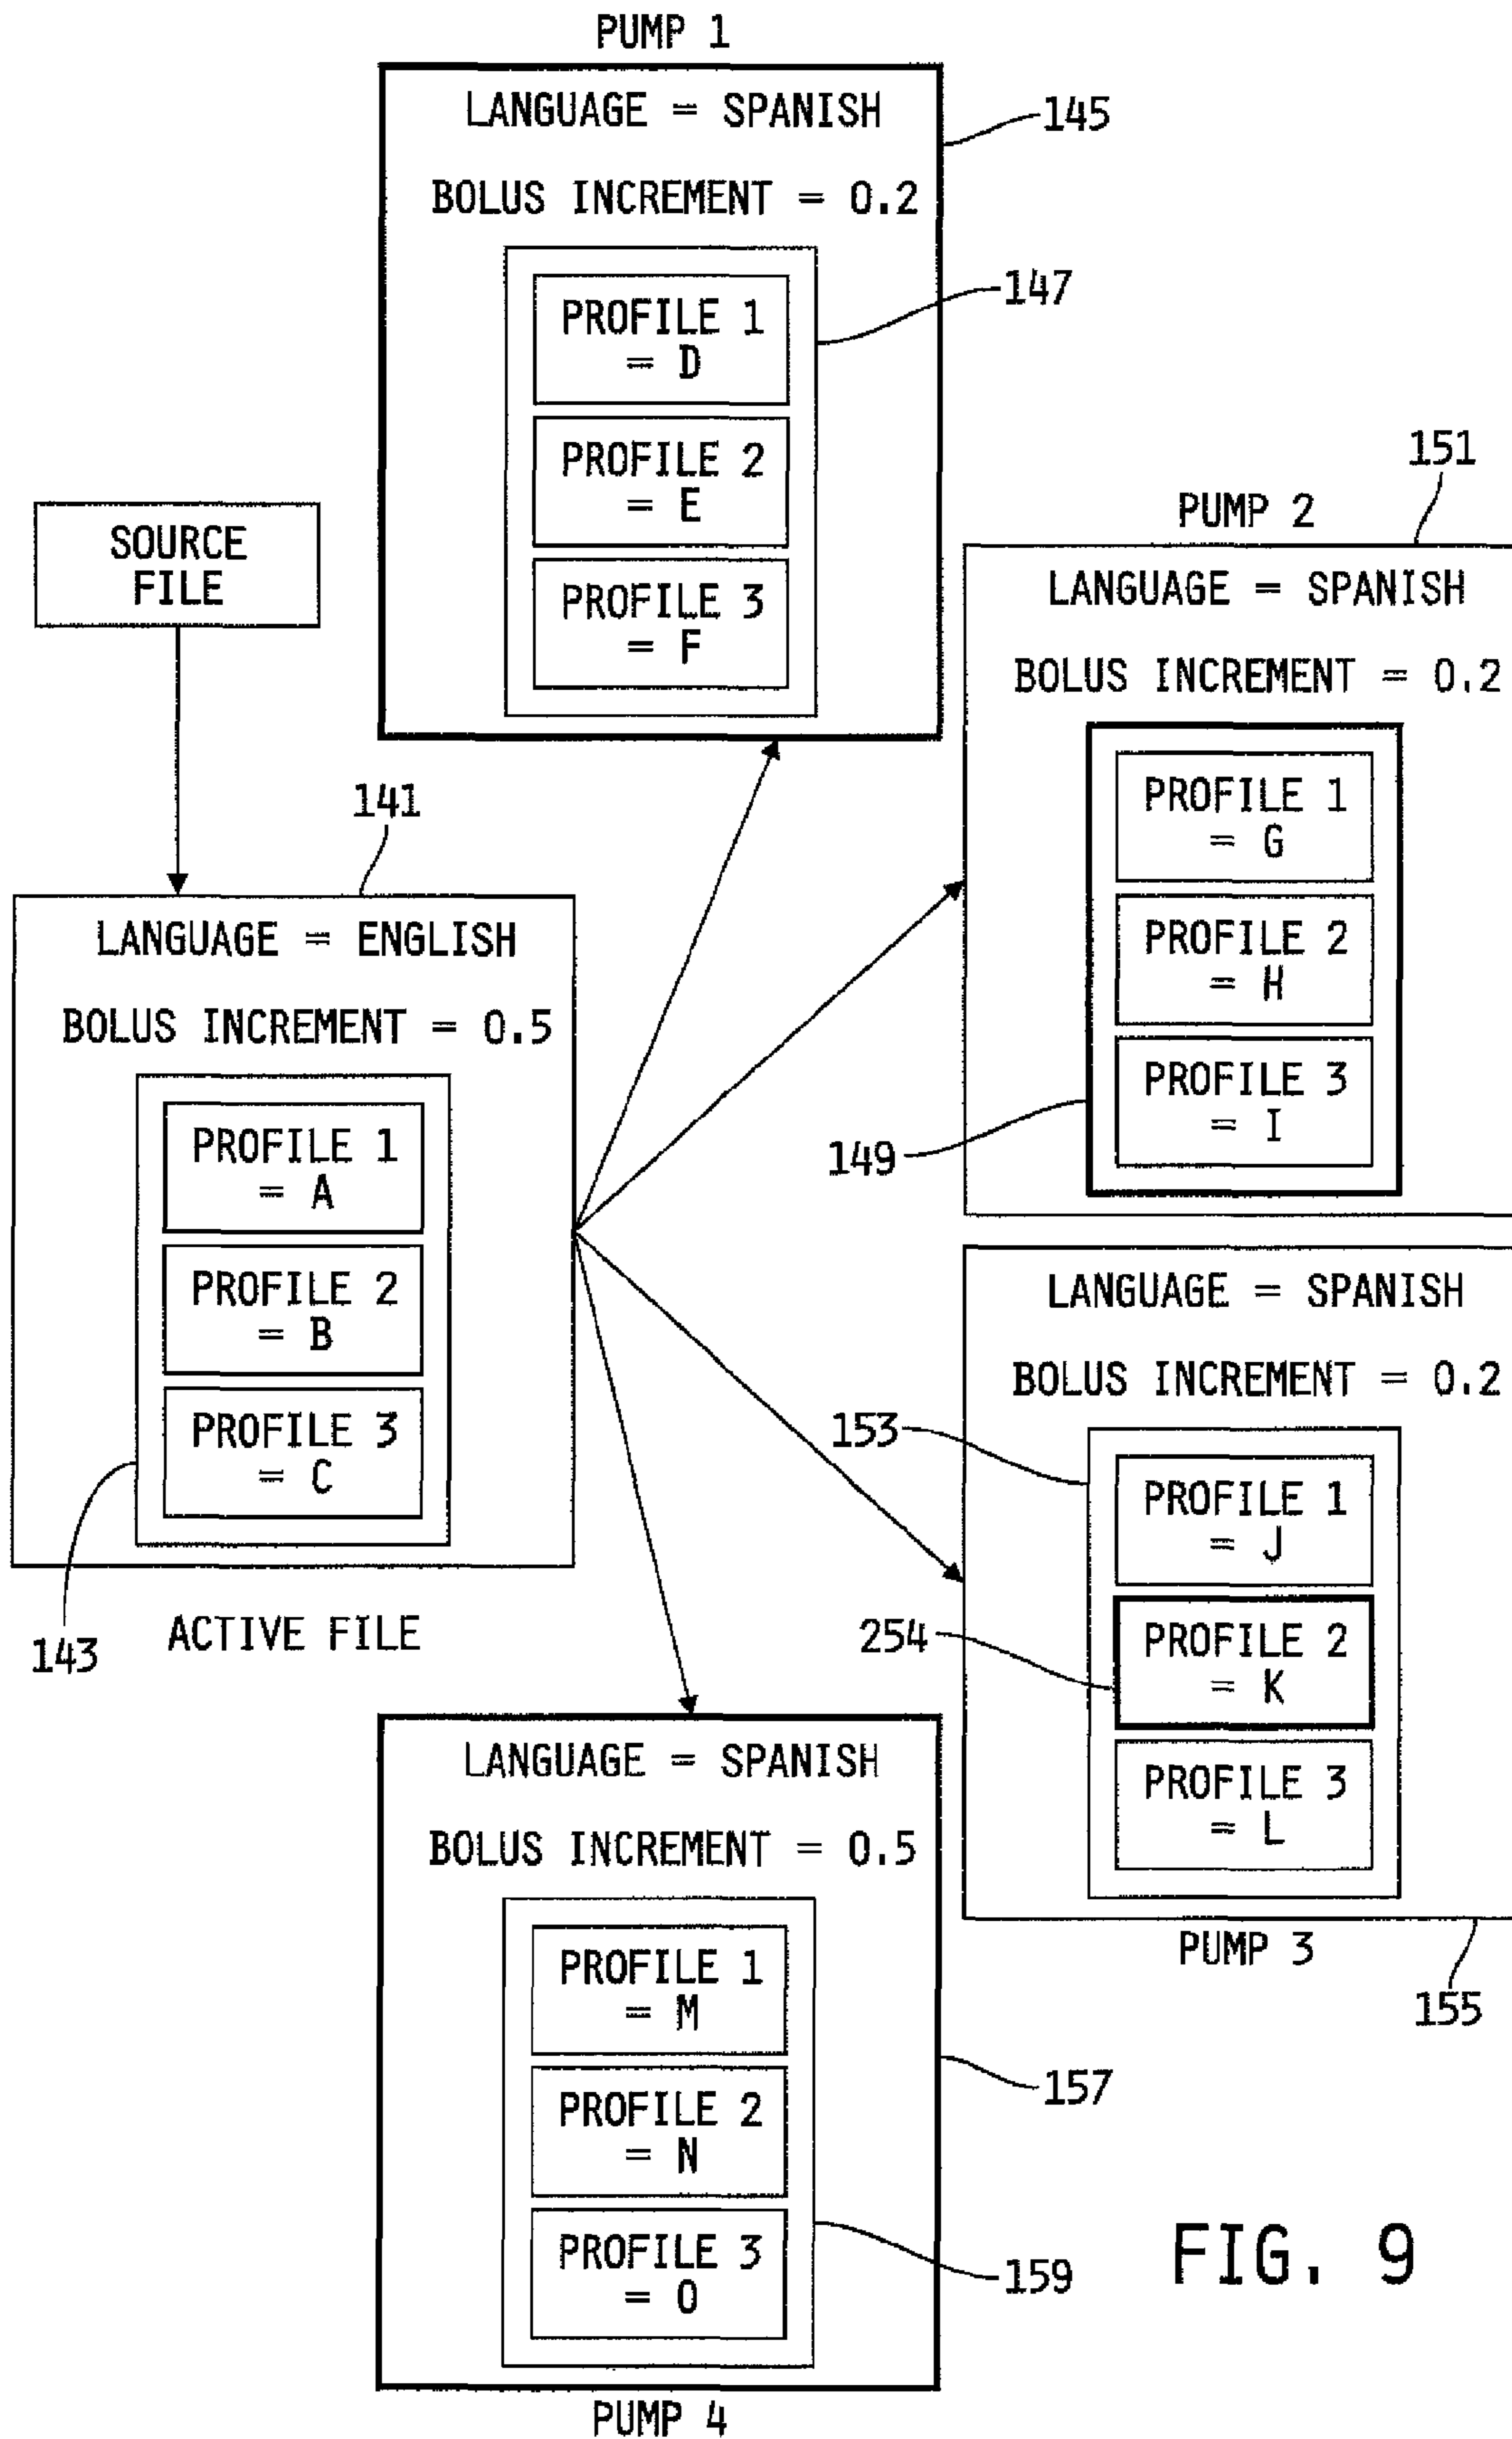 PUMP 1
LANGUAGE = SPANISH
145
BOLUS INCREMENT = 0.2
147
PROFILE 1
= D
PROFILE 2
= E
PROFILE 3
= F
SOURCE
FILE
151
PUMP 2
LANGUAGE = SPANISH
BOLUS INCREMENT = 0.2
PROFILE 1
= G
PROFILE 2
= H
PROFILE 3
= I
149
141
LANGUAGE = ENGLISH
BOLUS INCREMENT = 0.5
PROFILE 1
= A
PROFILE 2
= B
PROFILE 3
= C
143
ACTIVE FILE
LANGUAGE = SPANISH
BOLUS INCREMENT = 0.2
153
PROFILE 1
= J
254
PROFILE 2
= K
PROFILE 3
= L
PUMP 3
155
LANGUAGE = SPANISH
BOLUS INCREMENT = 0.5
PROFILE 1
= M
157
PROFILE 2
= N
PROFILE 3
= O
159
PUMP 4
FIG. 9